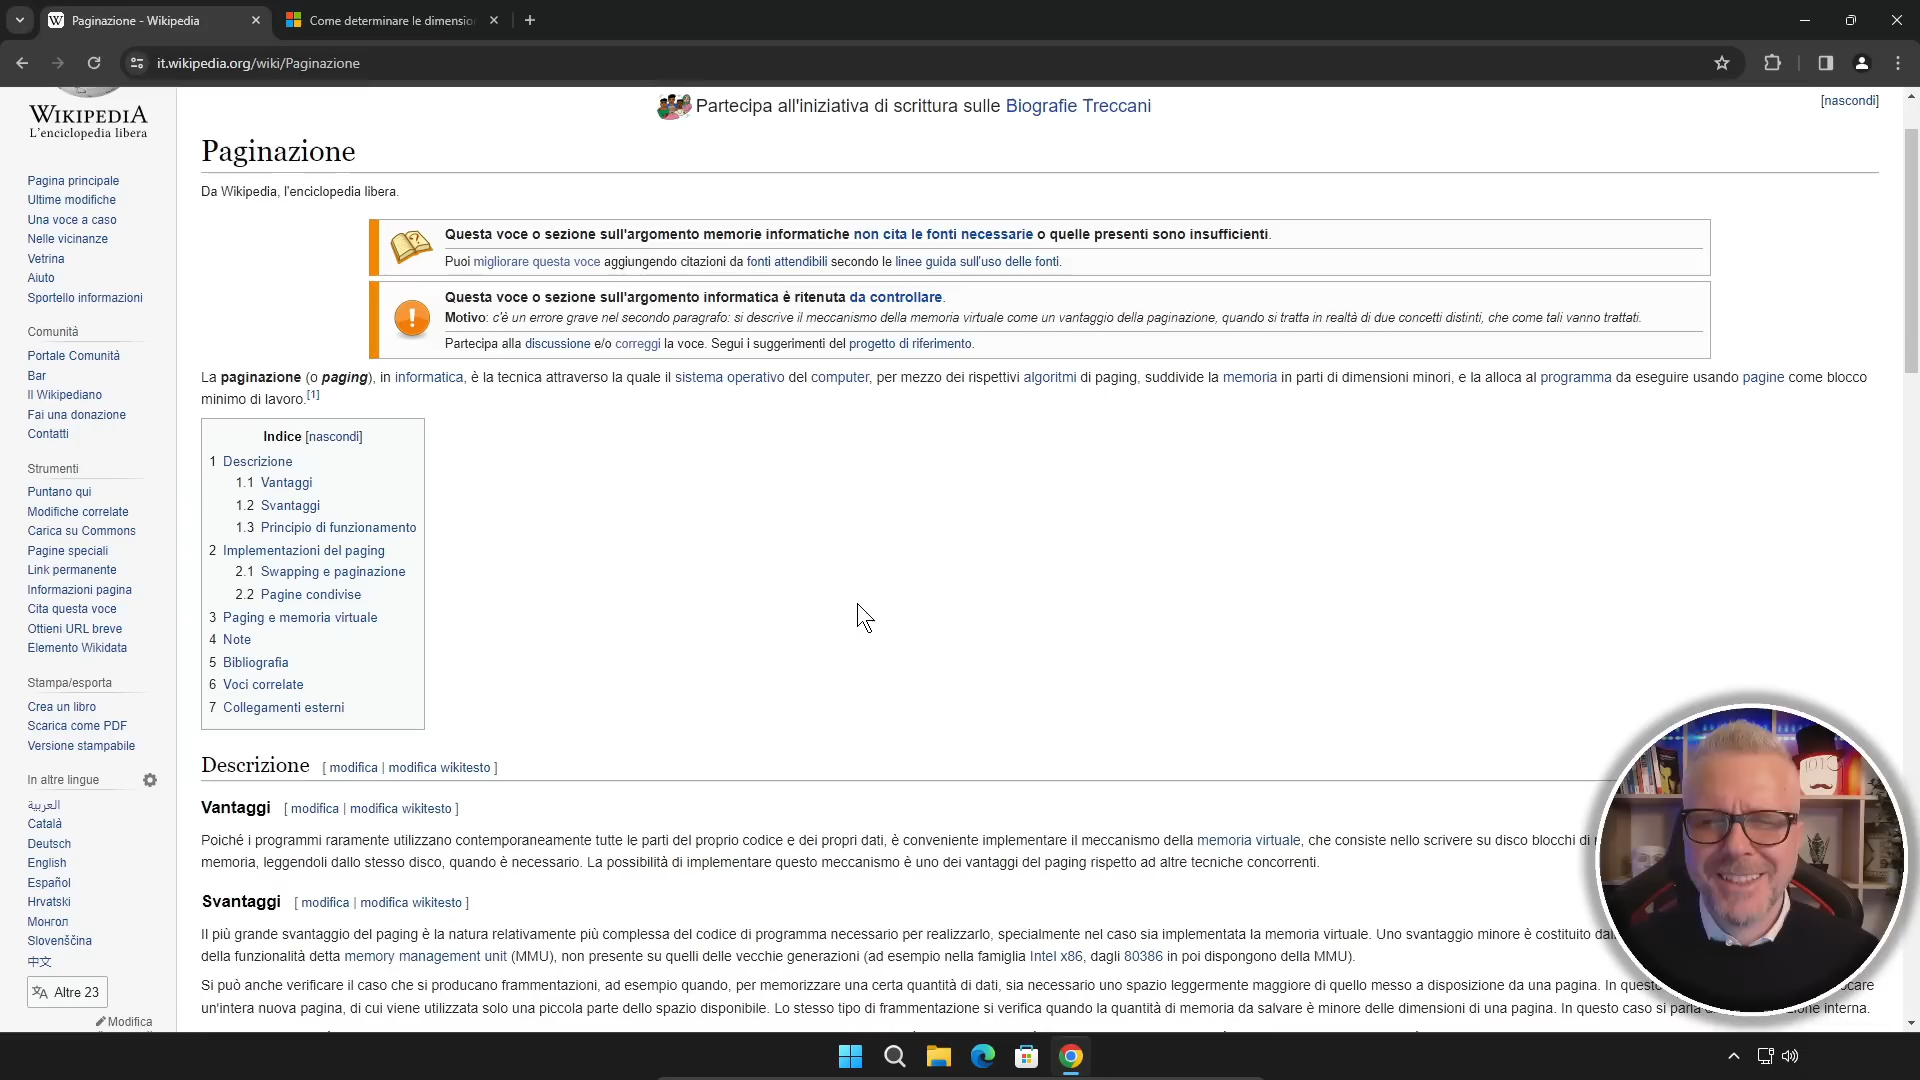 Paginazione - Wikipedia
Come determinare le dimensio
it.wikipedia.org/wiki/Paginazione
WIKIPEDIA
L'enciclopedia libera
Pagina principale
Ultime modifiche
Una voce a caso
Nelle vicinanze
Vetrina
Aiuto
Sportello informazioni
Comunità
Portale Comunità
Bar
Il Wikipediano
Fai una donazione
Contatti
Strumenti
Puntano qui
Modifiche correlate
Carica su Commons
Pagine speciali
Link permanente
Informazioni pagina
Cita questa voce
Ottieni URL breve
Elemento Wikidata
Stampa/esporta
Crea un libro
Scarica come PDF
Versione stampabile
In altre lingue
العربية
Català
Deutsch
English
Español
Hrvatski
Монгол
Slovenščina
中文
Altre 23
Modifica
Partecipa all'iniziativa di scrittura sulle Biografie Treccani
[nascondi]
Paginazione
Da Wikipedia, l'enciclopedia libera.
Questa voce o sezione sull'argomento memorie informatiche non cita le fonti necessarie o quelle presenti sono insufficienti.
Puoi migliorare questa voce aggiungendo citazioni da fonti attendibili secondo le linee guida sull'uso delle fonti.
Questa voce o sezione sull'argomento informatica è ritenuta da controllare.
Motivo: c'è un errore grave nel secondo paragrafo: si descrive il meccanismo della memoria virtuale come un vantaggio della paginazione, quando si tratta in realtà di due concetti distinti, che come tali vanno trattati.
Partecipa alla discussione e/o correggi la voce. Segui i suggerimenti del progetto di riferimento.
La paginazione (o paging), in informatica, è la tecnica attraverso la quale il sistema operativo del computer, per mezzo dei rispettivi algoritmi di paging, suddivide la memoria in parti di dimensioni minori, e la alloca al programma da eseguire usando pagine come blocco
minimo di lavoro.[1]
Indice [nascondi]
1 Descrizione
1.1 Vantaggi
1.2 Svantaggi
1.3 Principio di funzionamento
2 Implementazioni del paging
2.1 Swapping e paginazione
2.2 Pagine condivise
3 Paging e memoria virtuale
4 Note
5 Bibliografia
6 Voci correlate
7 Collegamenti esterni
Descrizione [ modifica | modifica wikitesto ]
Vantaggi [ modifica | modifica wikitesto ]
Poiché i programmi raramente utilizzano contemporaneamente tutte le parti del proprio codice e dei propri dati, è conveniente implementare il meccanismo della memoria virtuale, che consiste nello scrivere su disco blocchi di
memoria, leggendoli dallo stesso disco, quando è necessario. La possibilità di implementare questo meccanismo è uno dei vantaggi del paging rispetto ad altre tecniche concorrenti.
Svantaggi [ modifica | modifica wikitesto ]
Il più grande svantaggio del paging è la natura relativamente più complessa del codice di programma necessario per realizzarlo, specialmente nel caso sia implementata la memoria virtuale. Uno svantaggio minore è costituito
della funzionalità detta memory management unit (MMU), non presente su quelli delle vecchie generazioni (ad esempio nella famiglia Intel x86, dagli 80386 in poi dispongono della MMU).
Si può anche verificare il caso che si producano frammentazioni, ad esempio quando, per memorizzare una certa quantità di dati, sia necessario uno spazio leggermente maggiore di quello messo a disposizione da una pagina. In questo
un'intera nuova pagina, di cui viene utilizzata solo una piccola parte dello spazio disponibile. Lo stesso tipo di frammentazione si verifica quando la quantità di memoria da salvare è minore delle dimensioni di una pagina. In questo caso si parla interna.